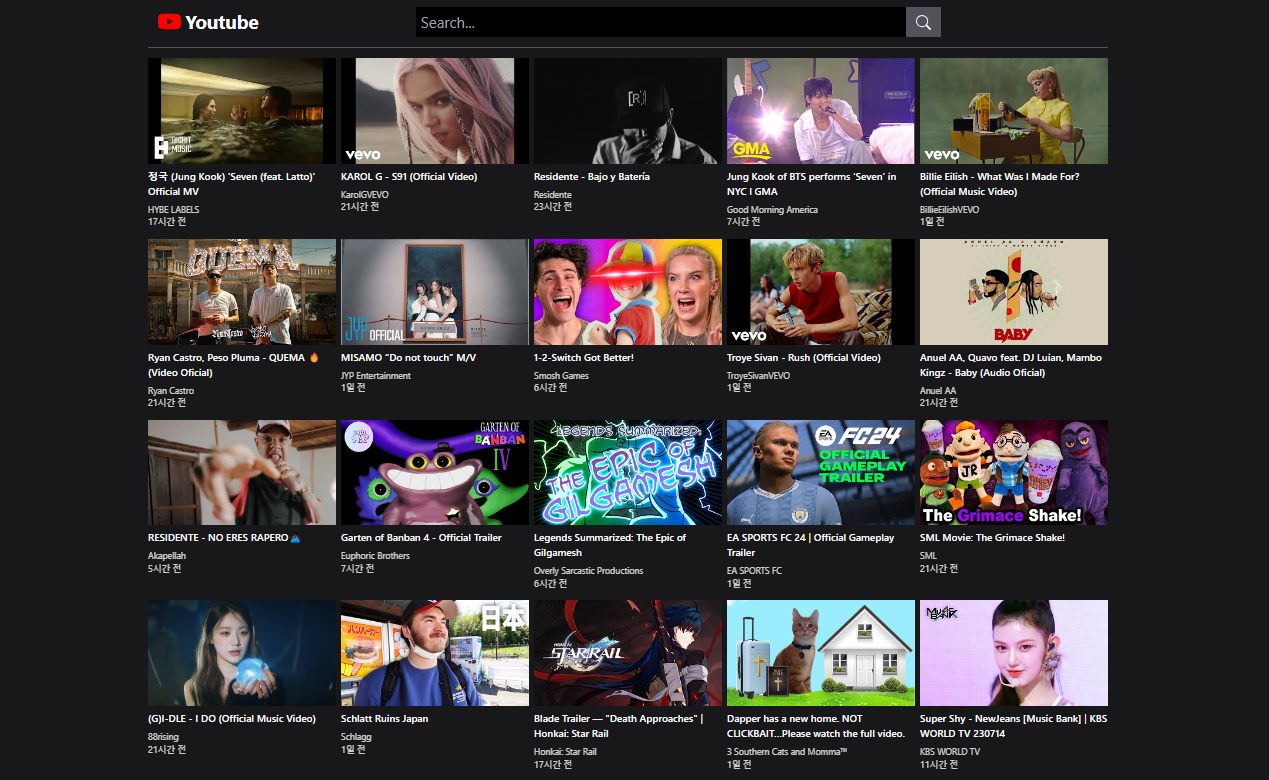 Youtube
Search...
BIGHIT
MUSIC
vevo
[R]
GMA
vevo
정국 (Jung Kook) 'Seven (feat. Latto)'
Official MV
HYBE LABELS
17시간 전
KAROL G - S91 (Official Video)
KarolGVEVO
21시간 전
Residente - Bajo y Batería
Residente
23시간 전
Jung Kook of BTS performs ‘Seven’ in
NYC l GMA
Good Morning America
7시간 전
Billie Eilish - What Was I Made For?
(Official Music Video)
BillieEilishVEVO
1일 전
QUEMA
JYP OFFICIAL
vevo
ANUEL AA
BABY
Ryan Castro, Peso Pluma - QUEMA 🔥
(Video Oficial)
Ryan Castro
21시간 전
MISAMO “Do not touch” M/V
JYP Entertainment
1일 전
1-2-Switch Got Better!
Smosh Games
6시간 전
Troye Sivan - Rush (Official Video)
TroyeSivanVEVO
1일 전
Anuel AA, Quavo feat. DJ Luian, Mambo
Kingz - Baby (Audio Oficial)
Anuel AA
21시간 전
GARTEN OF
BANBAN
IV
LEGENDS SUMMARIZED:
THE EPIC OF
GILGAMESH
EA SPORTS FC 24
OFFICIAL
GAMEPLAY
TRAILER
JR
The Grimace Shake!
RESIDENTE - NO ERES RAPERO
Akapellah
5시간 전
Garten of Banban 4 - Official Trailer
Euphoric Brothers
7시간 전
Legends Summarized: The Epic of
Gilgamesh
Overly Sarcastic Productions
6시간 전
EA SPORTS FC 24 | Official Gameplay
Trailer
EA SPORTS FC
1일 전
SML Movie: The Grimace Shake!
SML
21시간 전
日本
HONKAI
STAR RAIL
MUSIC
BANK
(G)I-DLE - I DO (Official Music Video)
88rising
21시간 전
Schlatt Ruins Japan
Schlagg
1일 전
Blade Trailer — "Death Approaches" |
Honkai: Star Rail
Honkai: Star Rail
17시간 전
Dapper has a new home. NOT
CLICKBAIT...Please watch the full video.
3 Southern Cats and Momma™
1일 전
Super Shy - NewJeans [Music Bank] | KBS
WORLD TV 230714
KBS WORLD TV
11시간 전